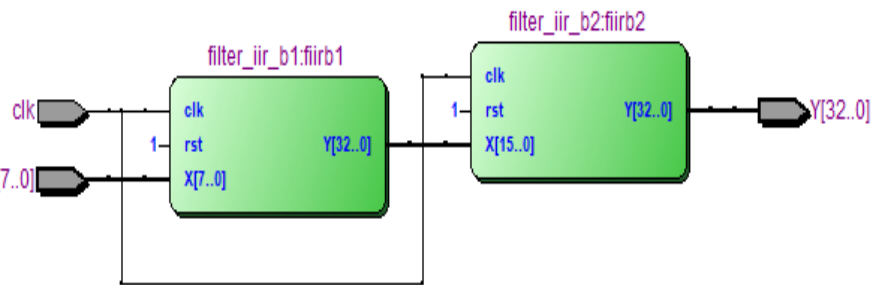 filter_iir_b2:fiirb2
filter_iir_b1:fiirb1
clk
clk
1 rst
Y[32..0]
X[7..0]
7..0]
clk
1 rst
Y[32..0]
X[15..0]
Y[32..0]